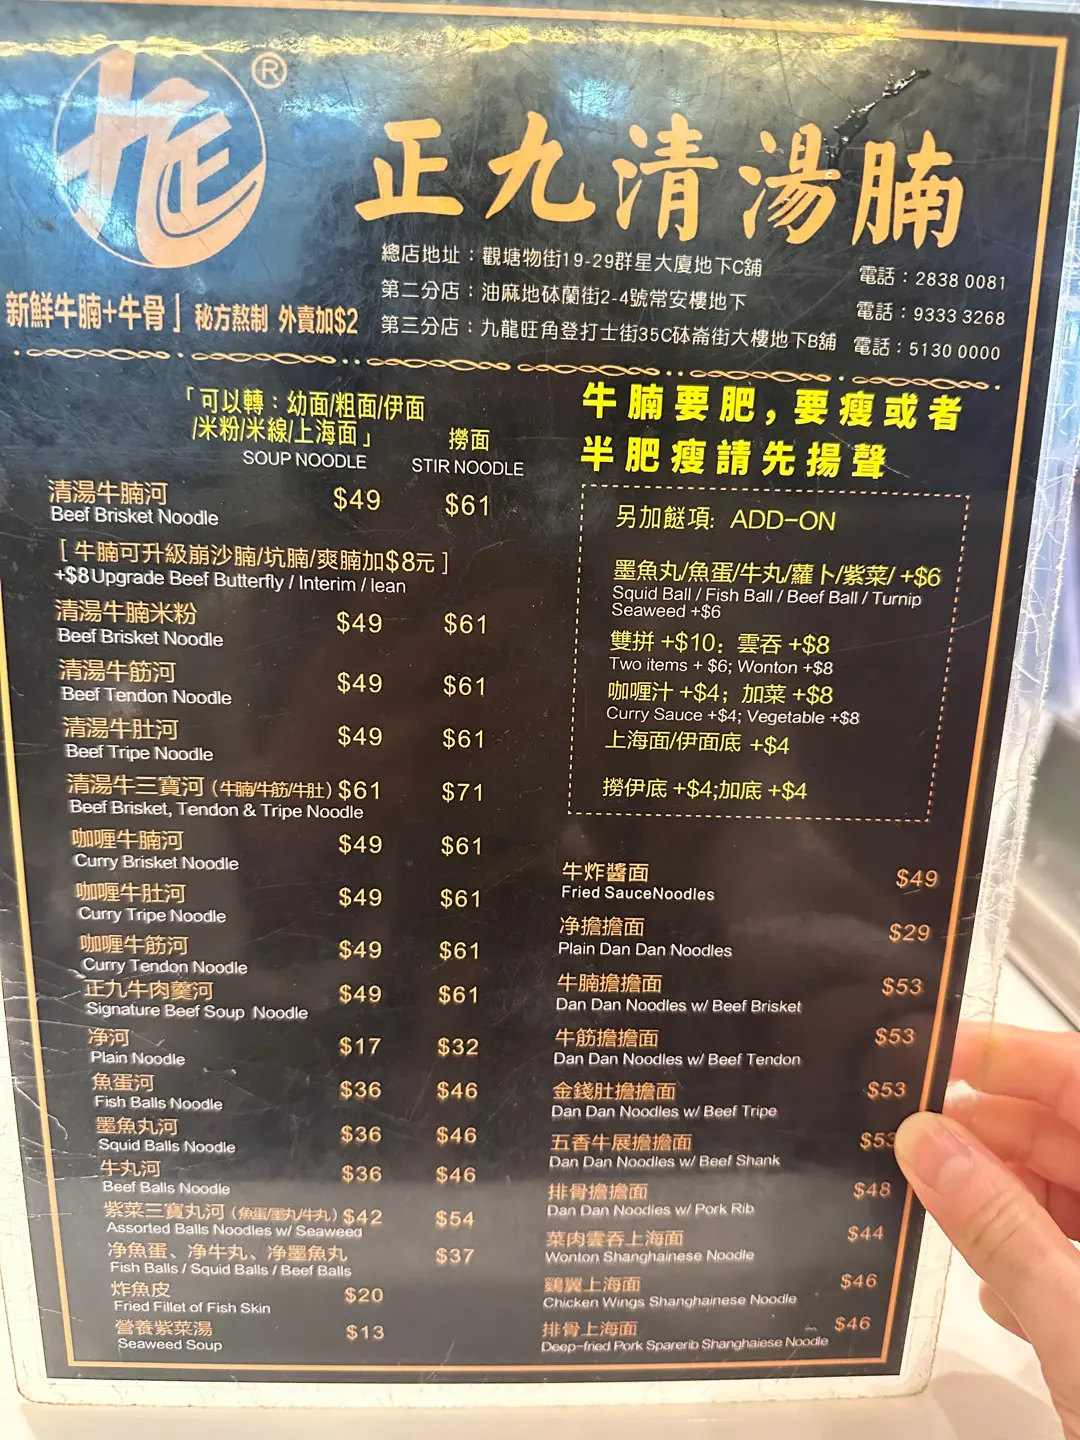 ®
正九清湯腩
總店地址：觀塘物街19-29群星大廈地下C舖 電話：2838 0081
第二分店：油麻地砵蘭街2-4號常安樓地下 電話：9333 3268
第三分店：九龍旺角登打士街35C砵崙街大樓地下B舖 電話：5130 0000
新鮮牛腩+牛骨」秘方熬制 外賣加$2
「可以轉：幼面/粗面/伊面
/米粉/米線/上海面」 撈面
SOUP NOODLE STIR NOODLE
清湯牛腩河 $49 $61
Beef Brisket Noodle
[ 牛腩可升級崩沙腩/坑腩/爽腩加$8元 ]
+$8Upgrade Beef Butterfly / Interim / lean
清湯牛腩米粉 $49 $61
Beef Brisket Noodle
清湯牛筋河 $49 $61
Beef Tendon Noodle
清湯牛肚河 $49 $61
Beef Tripe Noodle
清湯牛三寶河（牛腩/牛筋/牛肚）$61 $71
Beef Brisket, Tendon & Tripe Noodle
咖喱牛腩河 $49 $61
Curry Brisket Noodle
咖喱牛肚河 $49 $61
Curry Tripe Noodle
咖喱牛筋河 $49 $61
Curry Tendon Noodle
正九牛肉羹河 $49 $61
Signature Beef Soup Noodle
净河 $17 $32
Plain Noodle
魚蛋河 $36 $46
Fish Balls Noodle
墨魚丸河 $36 $46
Squid Balls Noodle
牛丸河 $36 $46
Beef Balls Noodle
紫菜三寶丸河（魚蛋/墨丸/牛丸）$42 $54
Assorted Balls Noodles w/ Seaweed
净魚蛋、净牛丸、净墨魚丸 $37
Fish Balls / Squid Balls / Beef Balls
炸魚皮 $20
Fried Fillet of Fish Skin
營養紫菜湯 $13
Seaweed Soup
牛腩要肥，要瘦或者
半肥瘦請先揚聲
另加餸項: ADD-ON
墨魚丸/魚蛋/牛丸/蘿卜/紫菜/ +$6
Squid Ball / Fish Ball / Beef Ball / Turnip
Seaweed +$6
雙拼 +$10：雲吞 +$8
Two items + $6; Wonton +$8
咖喱汁 +$4；加菜 +$8
Curry Sauce +$4; Vegetable +$8
上海面/伊面底 +$4
撈伊底 +$4;加底 +$4
牛炸醬面 $49
Fried SauceNoodles
净擔擔面 $29
Plain Dan Dan Noodles
牛腩擔擔面 $53
Dan Dan Noodles w/ Beef Brisket
牛筋擔擔面 $53
Dan Dan Noodles w/ Beef Tendon
金錢肚擔擔面 $53
Dan Dan Noodles w/ Beef Tripe
五香牛展擔擔面 $53
Dan Dan Noodles w/ Beef Shank
排骨擔擔面 $48
Dan Dan Noodles w/ Pork Rib
菜肉雲吞上海面 $44
Wonton Shanghainese Noodle
鷄翼上海面 $46
Chicken Wings Shanghainese Noodle
排骨上海面 $46
Deep-fried Pork Sparerib Shanghaiese Noodle